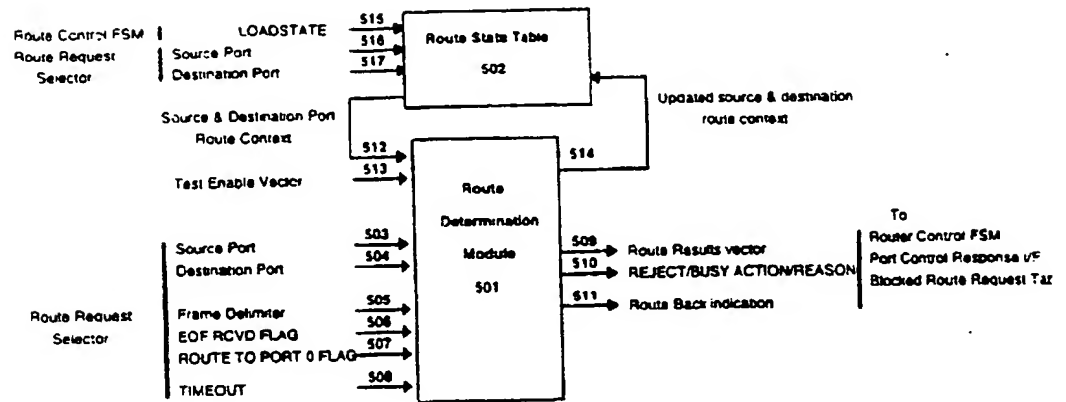 515
Route Control FSM
LOADSTATE
516
Route Request
Selector
Source Port
517
Destination Port
Route State Table
502
Source & Destination Port
Route Context
512
513
Test Enable Vector
Updated source & destination
route context
514
Route
Determination
Module
501
503
Source Port
504
Destination Port
505
Frame Delimiter
506
EOF RCVD FLAG
507
ROUTE TO PORT 0 FLAG
508
TIMEOUT
Route Request
Selector
509
Route Results vector
510
REJECT/BUSY ACTION/REASON
511
Route Back indication
To
Router Control FSM
Port Control Response I/F
Blocked Route Request